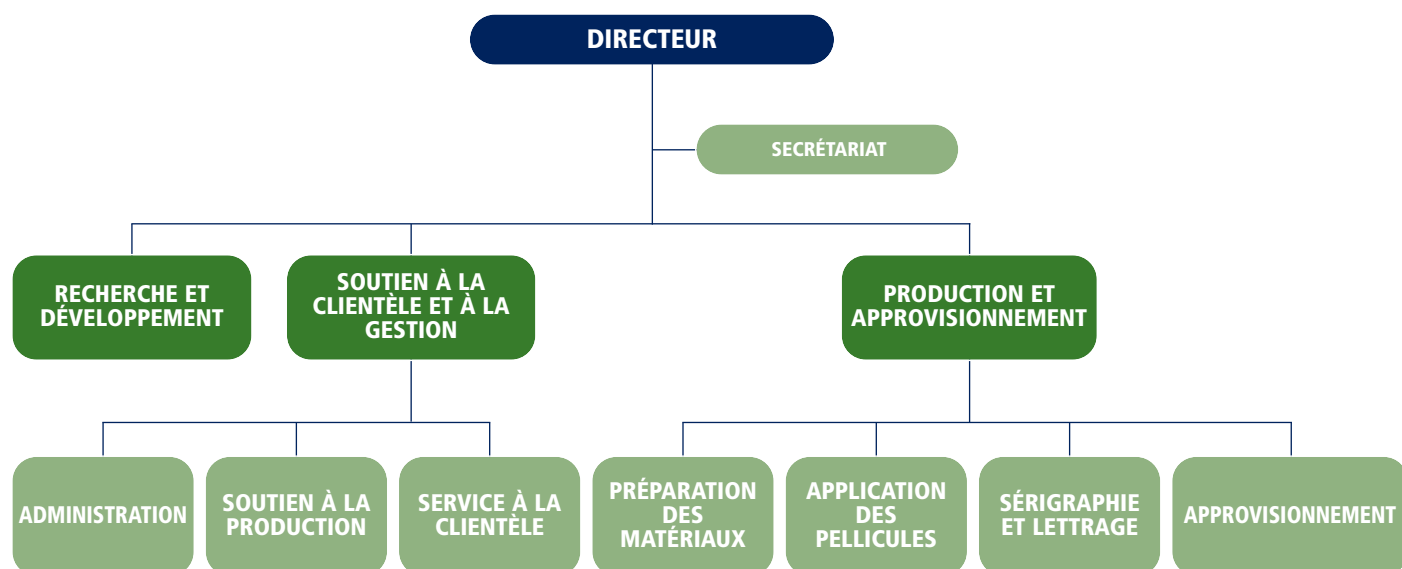 DIRECTEUR
SECRÉTARIAT
RECHERCHE ET
DÉVELOPPEMENT
SOUTIEN À LA
CLIENTÈLE ET À LA
GESTION
PRODUCTION ET
APPROVISIONNEMENT
ADMINISTRATION
SOUTIEN À LA
PRODUCTION
SERVICE À LA
CLIENTÈLE
PRÉPARATION
DES
MATÉRIAUX
APPLICATION
DES
PELLICULES
SÉRIGRAPHIE
ET LETTRAGE
APPROVISIONNEMENT